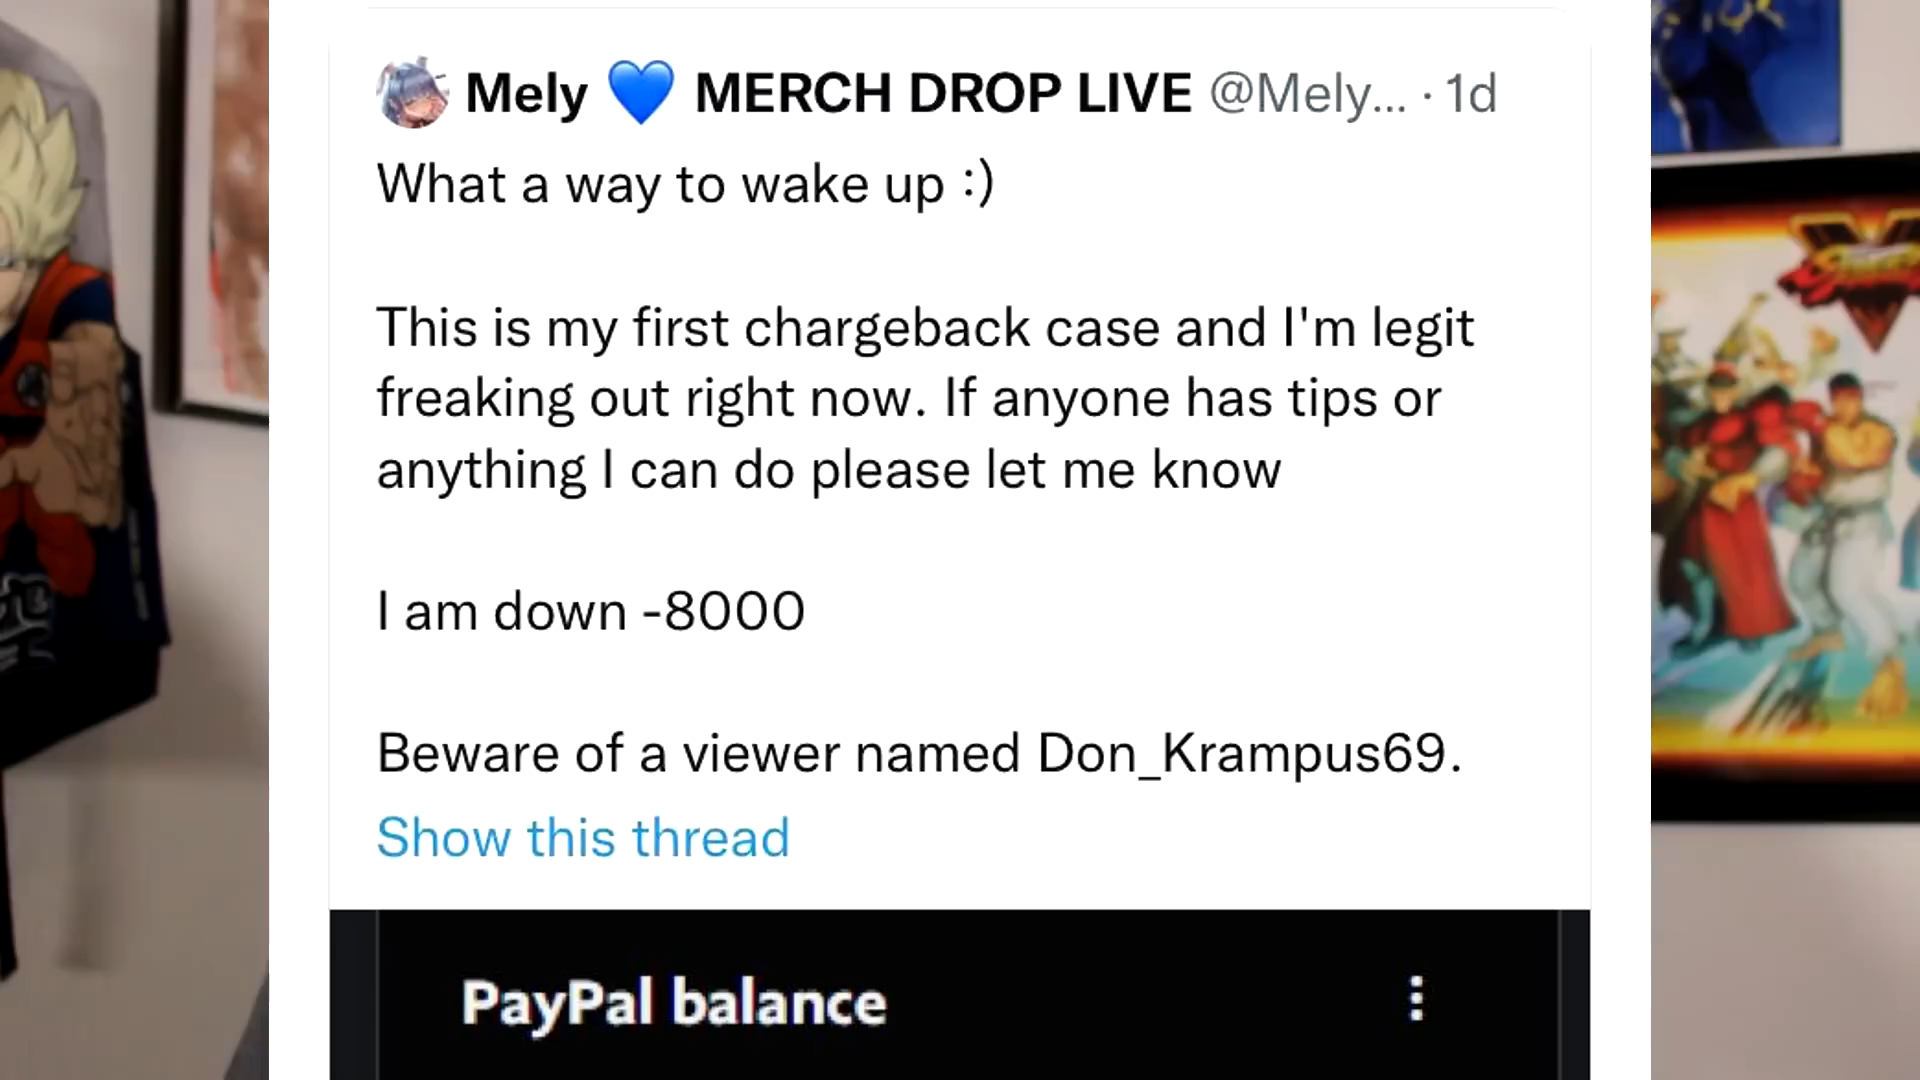 Mely 💙 MERCH DROP LIVE @Mely... · 1d
What a way to wake up :)
This is my first chargeback case and I'm legit
freaking out right now. If anyone has tips or
anything I can do please let me know
I am down -8000
Beware of a viewer named Don_Krampus69.
Show this thread
PayPal balance